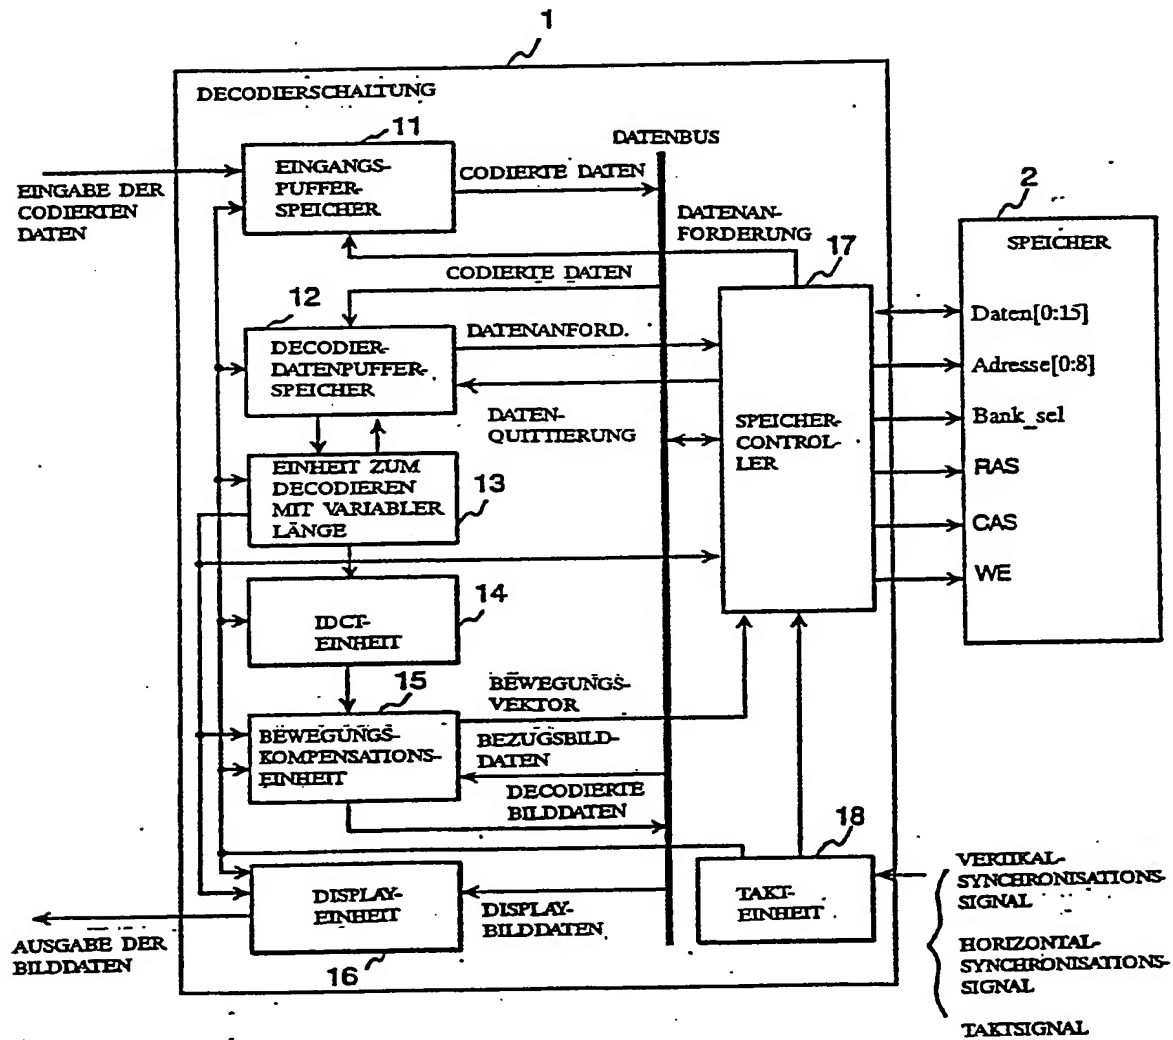 1
DECODIERSCHALTUNG
11
DATENBUS
EINGANGS-
PUFFER-
SPEICHER
CODIERTE DATEN
EINGABE DER
CODIERTEN
DATEN
DATENAN-
FORDERUNG
2
SPEICHER
17
CODIERTE DATEN
12
DECODIER-
DATENPUFFER-
SPEICHER
DATENANFORD.
Daten[0:15]
Adresse[0:8]
Bank_sel
RAS
CAS
WE
DATEN-
QUITTIERUNG
SPEICHER-
CONTROL-
LER
EINHEIT ZUM
DECODIEREN
MIT VARIABLER
LÄNGE
13
14
IDCT-
EINHEIT
15
BEWEGUNGS-
VEKTOR
BEWEGUNGS-
KOMPENSATIONS-
EINHEIT
BEZUGSBILD-
DATEN
DECODIERTE
BILDDATEN
18
DISPLAY-
EINHEIT
DISPLAY-
BILDDATEN
TAKT-
EINHEIT
VERTIKAL-
SYNCHRONISATIONS-
SIGNAL
AUSGABE DER
BILDDATEN
16
HORIZONTAL-
SYNCHRONISATIONS-
SIGNAL
TAKTSIGNAL